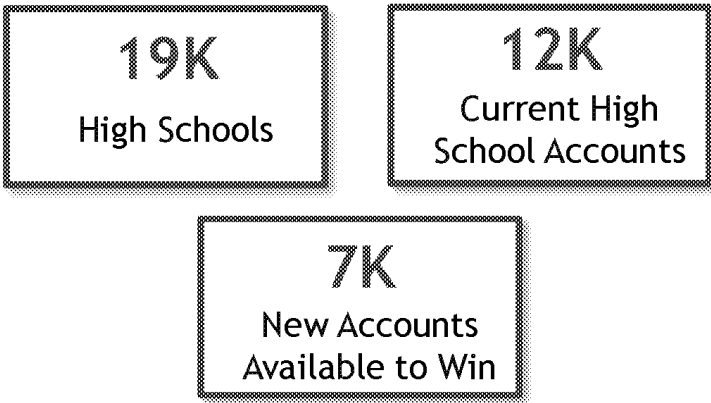 19K
High Schools
12K
Current High
School Accounts
7K
New Accounts
Available to Win